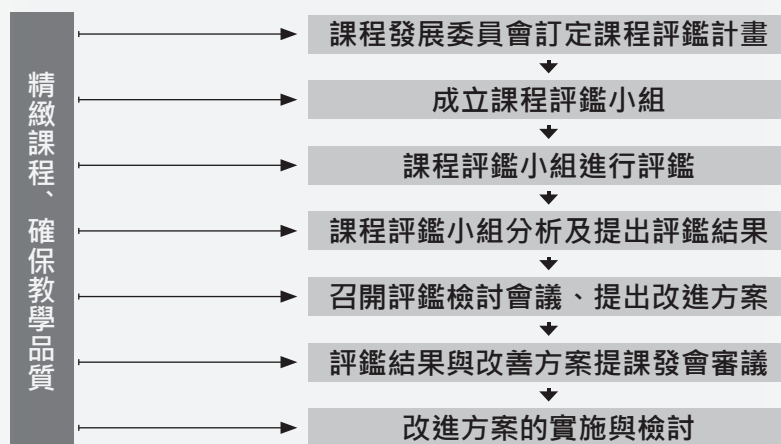 精緻課程、確保教學品質
課程發展委員會訂定課程評鑑計畫
成立課程評鑑小組
課程評鑑小組進行評鑑
課程評鑑小組分析及提出評鑑結果
召開評鑑檢討會議、提出改進方案
評鑑結果與改善方案提課發會審議
改進方案的實施與檢討